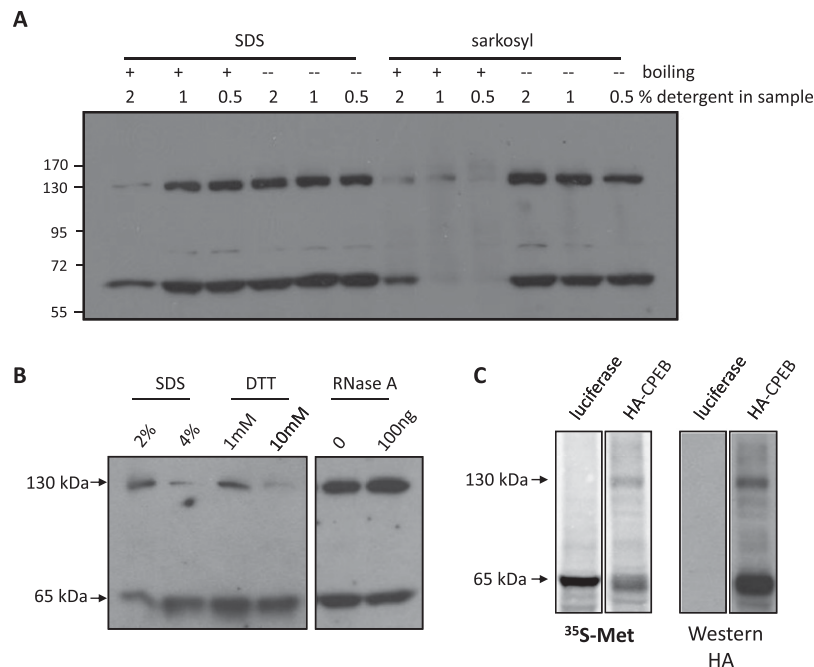 A
SDS sarkosyl
+ + + -- -- -- + + + -- -- -- boiling
2 1 0.5 2 1 0.5 2 1 0.5 2 1 0.5 % detergent in sample
170
130
95
72
55
B
SDS DTT RNase A
2% 4% 1mM 10mM 0 100ng
130 kDa
65 kDa
C
luciferase HA-CPEB luciferase HA-CPEB
130 kDa
65 kDa
³⁵S-Met Western
HA